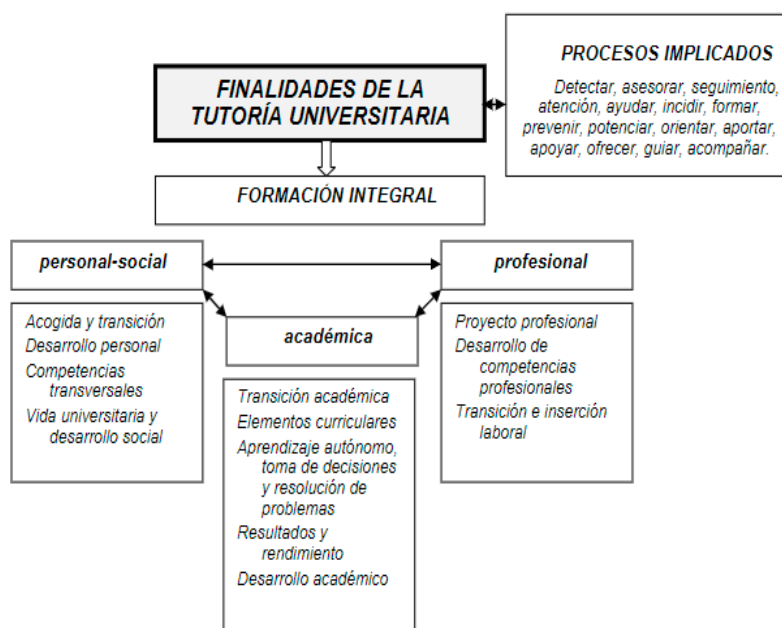 PROCESOS IMPLICADOS
Detectar, asesorar, seguimiento,
atención, ayudar, incidir, formar,
prevenir, potenciar, orientar, aportar,
apoyar, ofrecer, guiar, acompañar.
FINALIDADES DE LA
TUTORÍA UNIVERSITARIA
FORMACIÓN INTEGRAL
personal-social
profesional
académica
Acogida y transición
Desarrollo personal
Competencias
transversales
Vida universitaria y
desarrollo social
Transición académica
Elementos curriculares
Aprendizaje autónomo,
toma de decisiones
y resolución de
problemas
Resultados y
rendimiento
Desarrollo académico
Proyecto profesional
Desarrollo de
competencias
profesionales
Transición e inserción
laboral